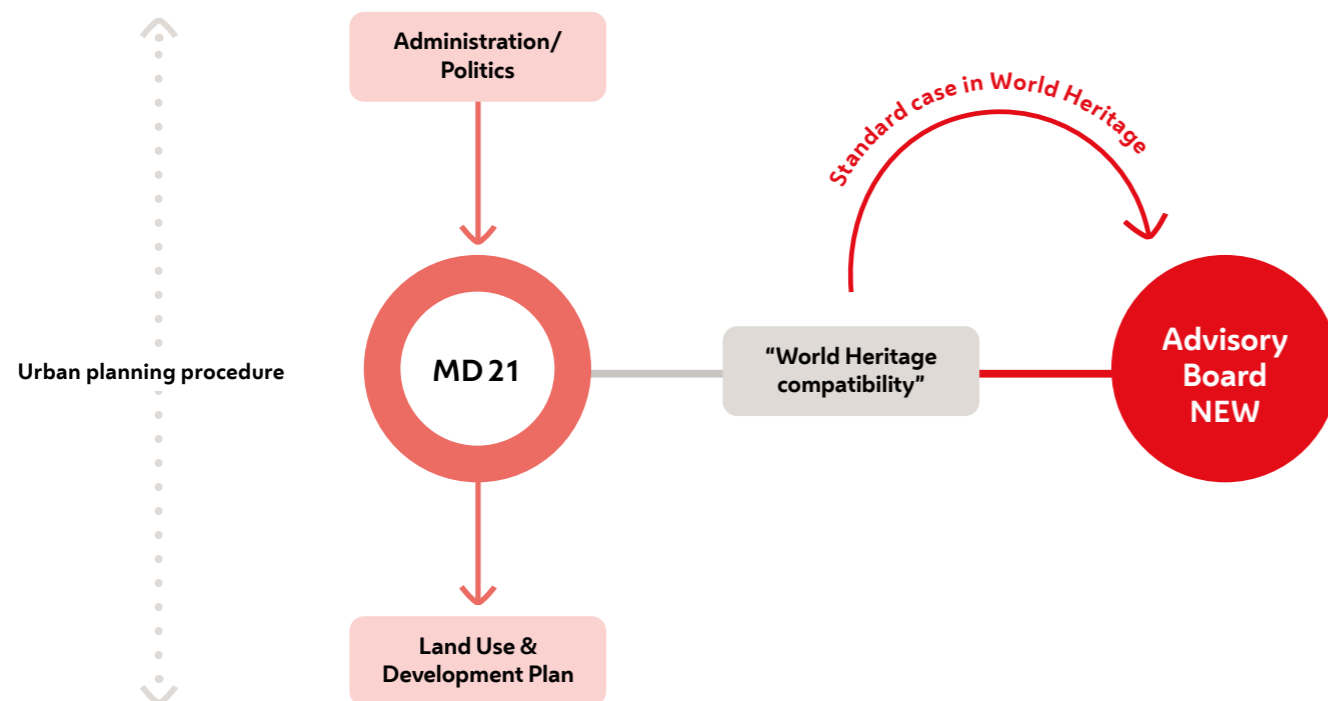 Administration/
Politics
Standard case in World Heritage
Urban planning procedure
MD 21
“World Heritage
compatibility”
Advisory
Board
NEW
Land Use &
Development Plan